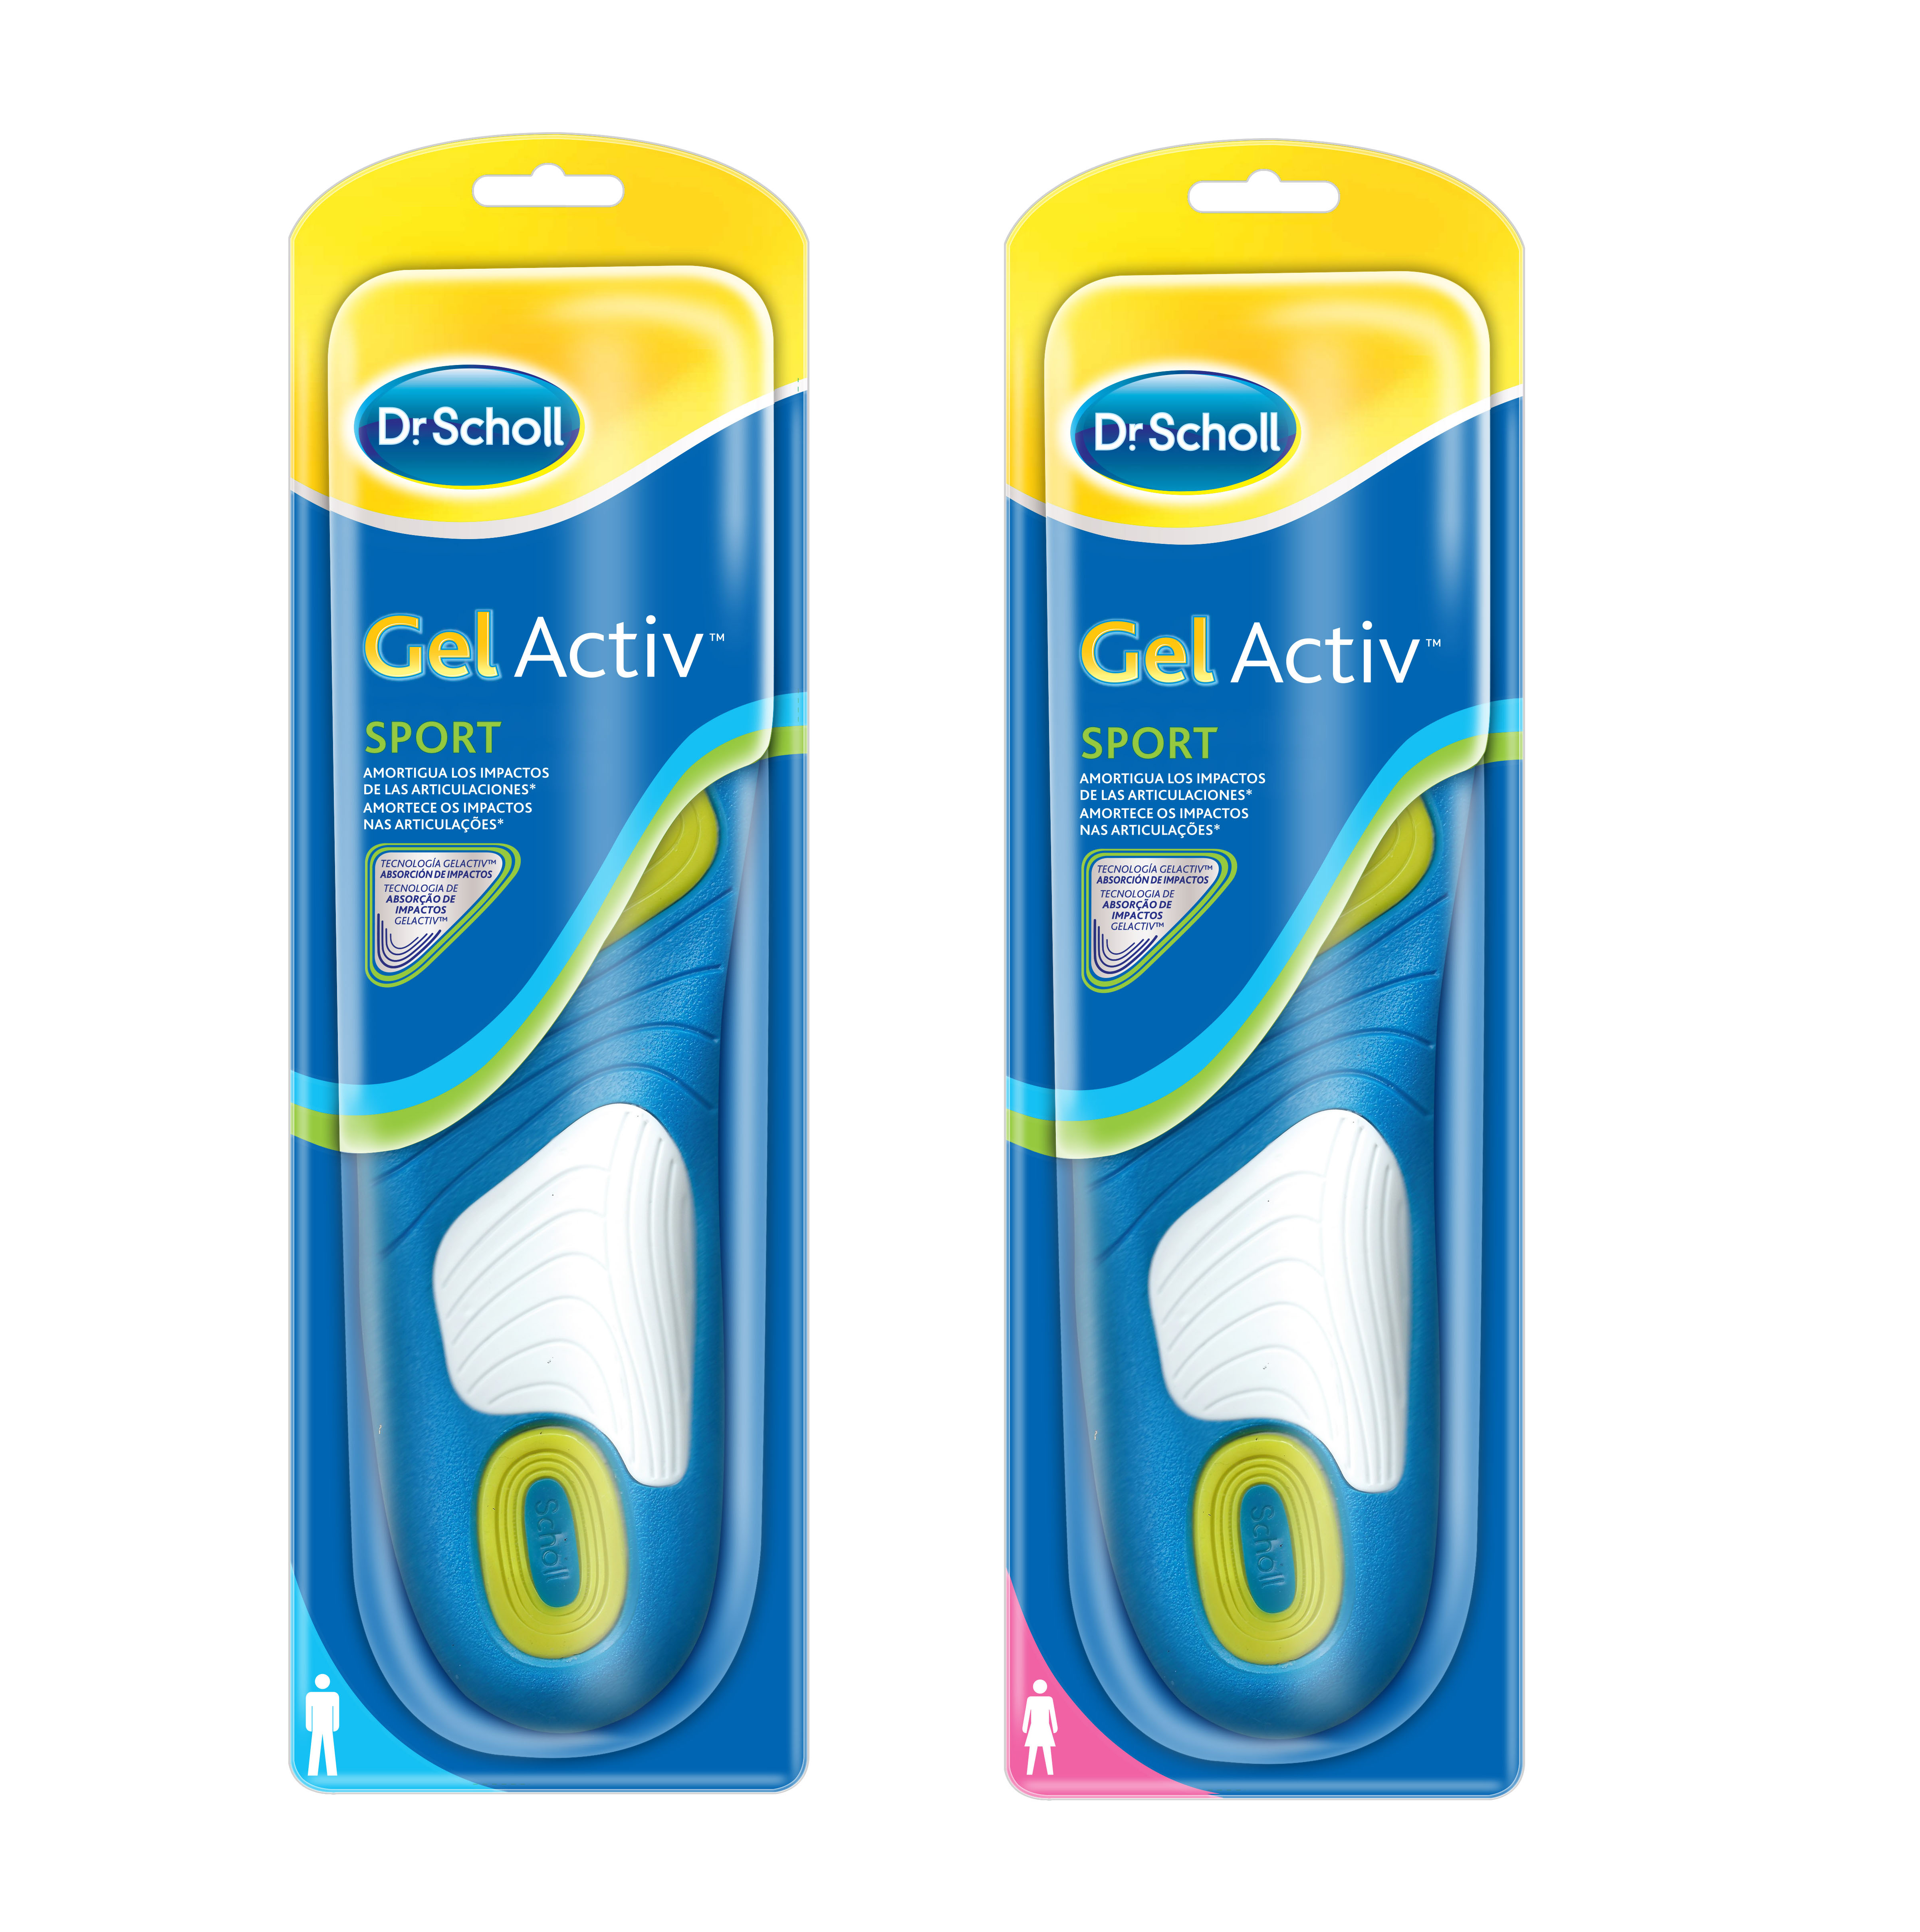 Dr Scholl
Gel Activ™
SPORT
AMORTIGUA LOS IMPACTOS
DE LAS ARTICULACIONES*
AMORTECE OS IMPACTOS
NAS ARTICULAÇÕES*
TECNOLOGÍA GELACTIV™
ABSORCIÓN DE IMPACTOS
TECNOLOGIA DE
ABSORÇÃO DE
IMPACTOS
GELACTIV™
Scholl
Dr Scholl
Gel Activ™
SPORT
AMORTIGUA LOS IMPACTOS
DE LAS ARTICULACIONES*
AMORTECE OS IMPACTOS
NAS ARTICULAÇÕES*
TECNOLOGÍA GELACTIV™
ABSORCIÓN DE IMPACTOS
TECNOLOGIA DE
ABSORÇÃO DE
IMPACTOS
GELACTIV™
Scholl